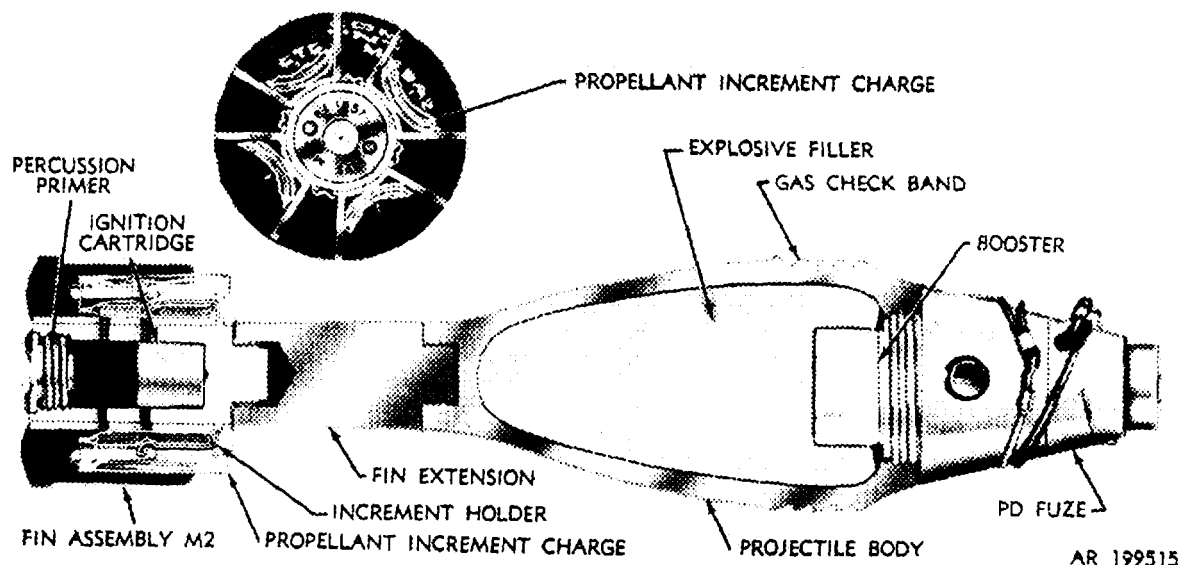 PROPELLANT INCREMENT CHARGE
EXPLOSIVE FILLER
GAS CHECK BAND
PERCUSSION
PRIMER
IGNITION
CARTRIDGE
BOOSTER
FIN EXTENSION
INCREMENT HOLDER
PD FUZE
FIN ASSEMBLY M2
PROPELLANT INCREMENT CHARGE
PROJECTILE BODY
AR 199515